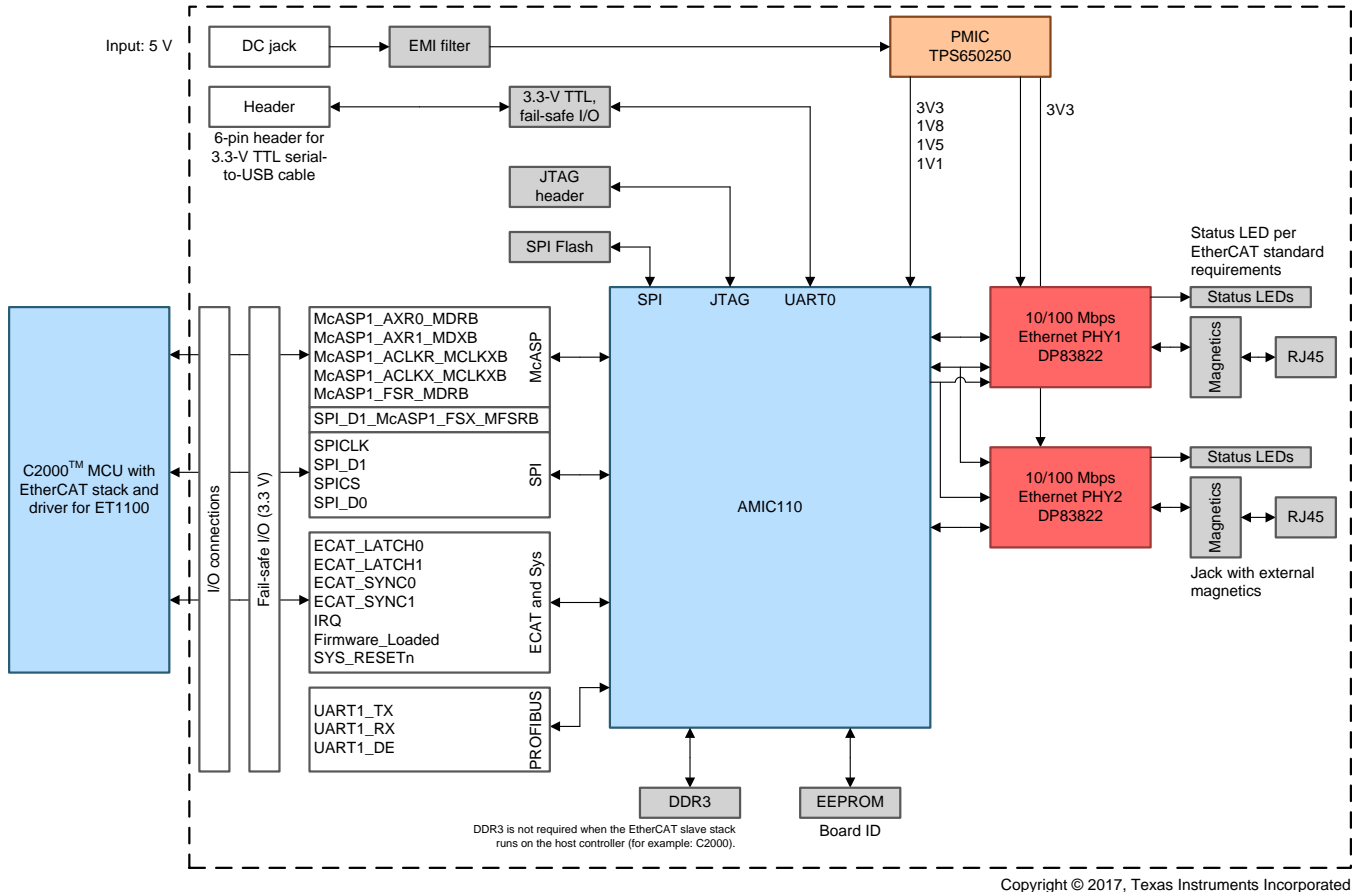 Input: 5 V
DC jack
EMI filter
PMIC
TPS650250
Header
6-pin header for
3.3-V TTL serial-
to-USB cable
3.3-V TTL,
fail-safe I/O
3V3
1V8
1V5
1V1
3V3
JTAG
header
SPI Flash
SPI
JTAG
UART0
Status LED per
EtherCAT standard
requirements
C2000TM MCU with
EtherCAT stack and
driver for ET1100
I/O connections
Fail-safe I/O (3.3 V)
McASP1_AXR0_MDRB
McASP1_AXR1_MDXB
McASP1_ACLKR_MCLKXB
McASP1_ACLKX_MCLKXB
McASP1_FSR_MDRB
McASP
SPI_D1_McASP1_FSX_MFSRB
SPICLK
SPI_D1
SPICS
SPI_D0
SPI
ECAT_LATCH0
ECAT_LATCH1
ECAT_SYNC0
ECAT_SYNC1
IRQ
Firmware_Loaded
SYS_RESETn
ECAT and Sys
UART1_TX
UART1_RX
UART1_DE
PROFIBUS
AMIC110
10/100 Mbps
Ethernet PHY1
DP83822
Status LEDs
Magnetics
RJ45
10/100 Mbps
Ethernet PHY2
DP83822
Status LEDs
Magnetics
RJ45
Jack with external
magnetics
DDR3
DDR3 is not required when the EtherCAT slave stack
runs on the host controller (for example: C2000).
EEPROM
Board ID
Copyright © 2017, Texas Instruments Incorporated